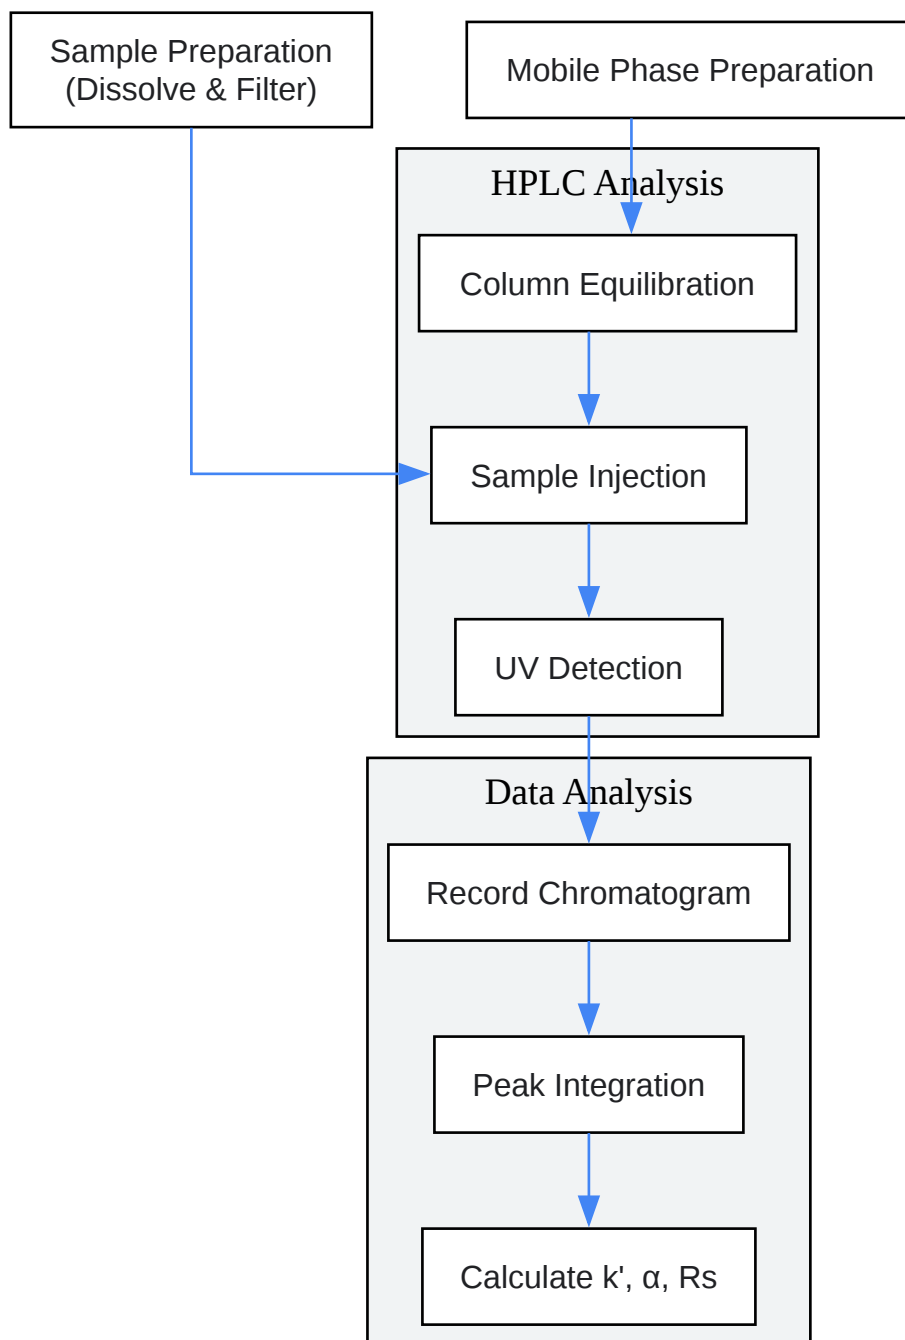 Sample Preparation
(Dissolve & Filter)
Mobile Phase Preparation
HPLC Analysis
Column Equilibration
Sample Injection
UV Detection
Data Analysis
Record Chromatogram
Peak Integration
Calculate k', α, Rs